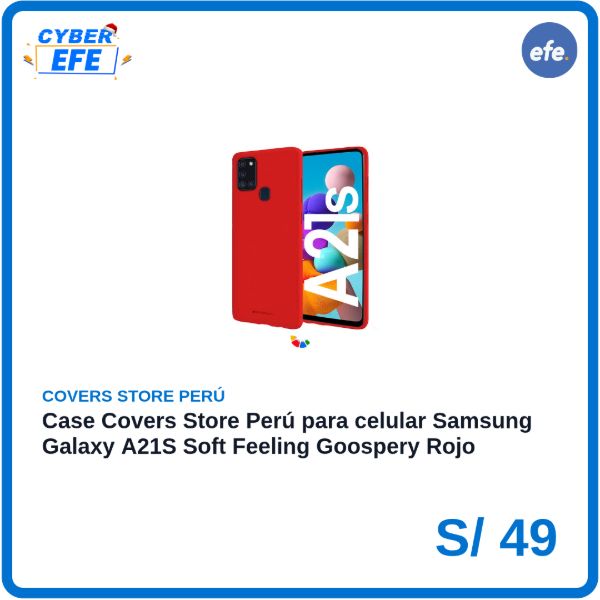 CYBER
EFE
efe.
A21s
COVERS STORE PERÚ
Case Covers Store Perú para celular Samsung
Galaxy A21S Soft Feeling Goospery Rojo
S/ 49